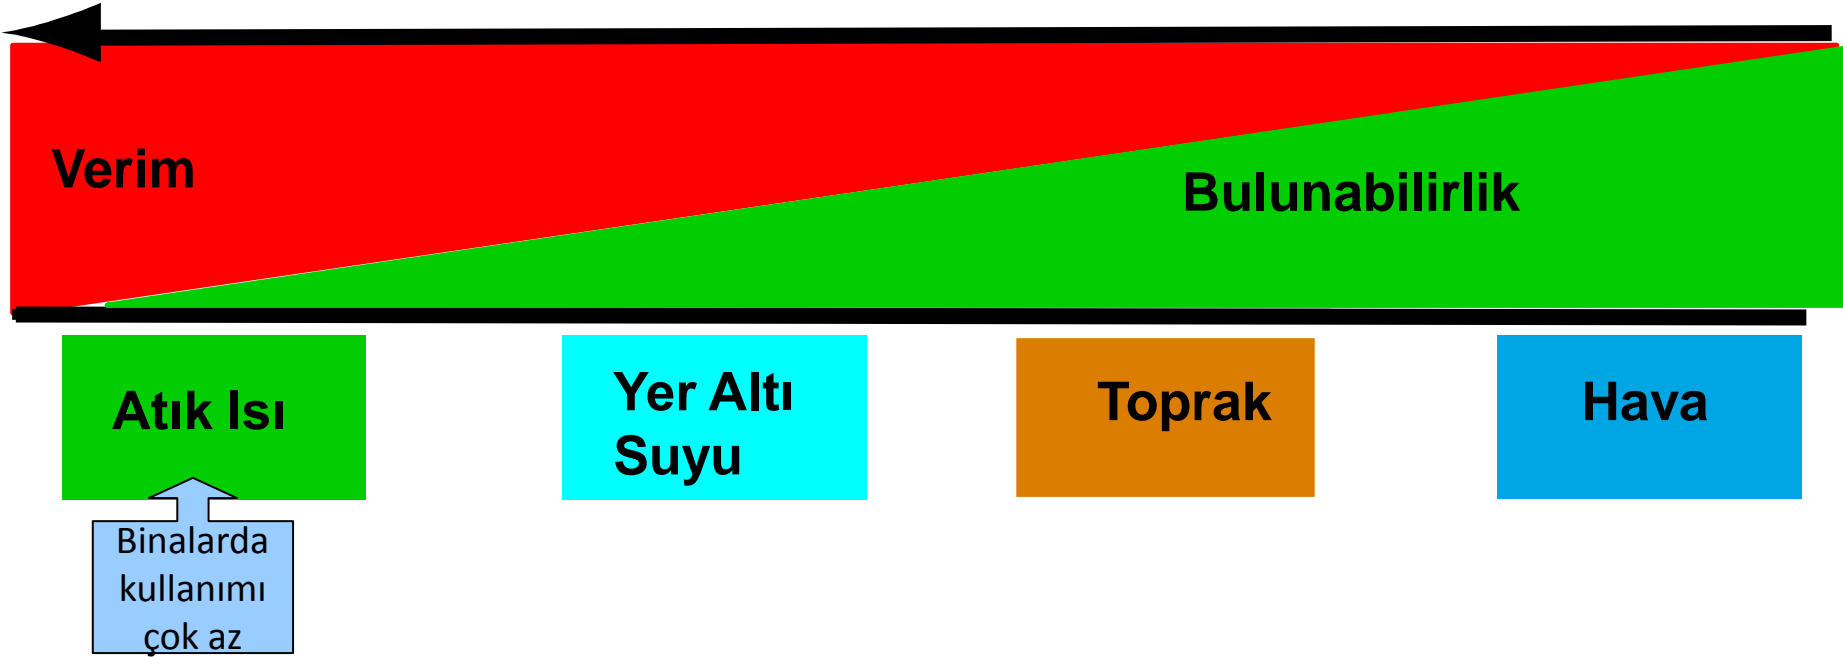 Verim
Bulunabilirlik
Atık Isı
Yer Altı
Suyu
Toprak
Hava
Binalarda
kullanımı
çok az